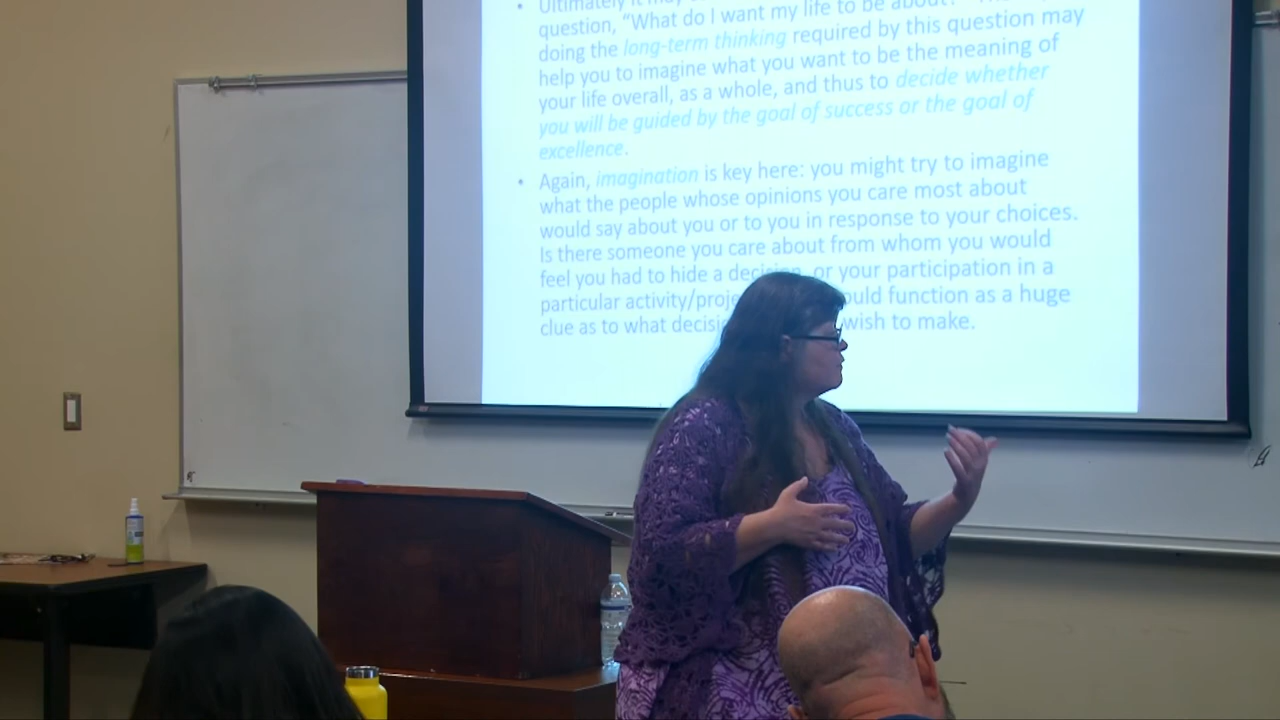 • Ultimately it may
question, "What do I want my life to be about?"
doing the long-term thinking required by this question may
help you to imagine what you want to be the meaning of
your life overall, as a whole, and thus to decide whether
you will be guided by the goal of success or the goal of
excellence.
• Again, imagination is key here: you might try to imagine
what the people whose opinions you care most about
would say about you or to you in response to your choices.
Is there someone you care about from whom you would
feel you had to hide a decision, or your participation in a
particular activity/proje ould function as a huge
clue as to what decisi wish to make.